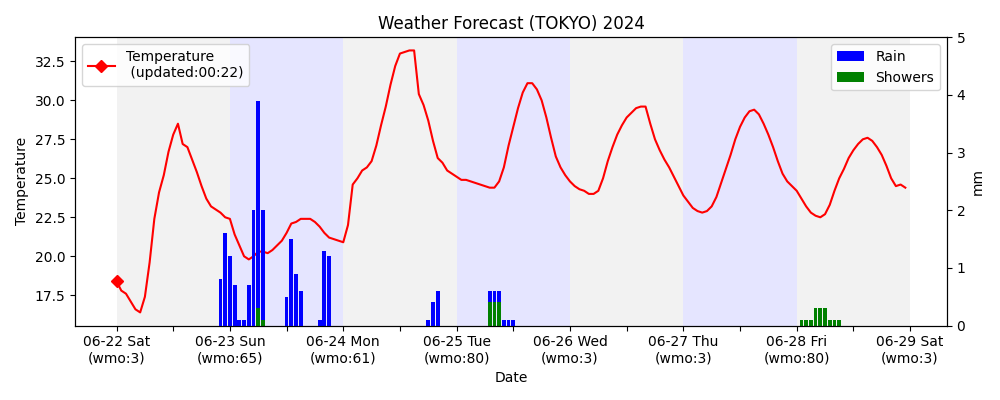 Weather Forecast (TOKYO) 2024
Temperature
(updated:00:22)
Rain
Showers
Temperature
32.5
30.0
27.5
25.0
22.5
20.0
17.5
5
4
3
2
1
0
mm
06-22 Sat
(wmo:3)
06-23 Sun
(wmo:65)
06-24 Mon
(wmo:61)
06-25 Tue
(wmo:80)
06-26 Wed
(wmo:3)
06-27 Thu
(wmo:3)
06-28 Fri
(wmo:80)
06-29 Sat
(wmo:3)
Date